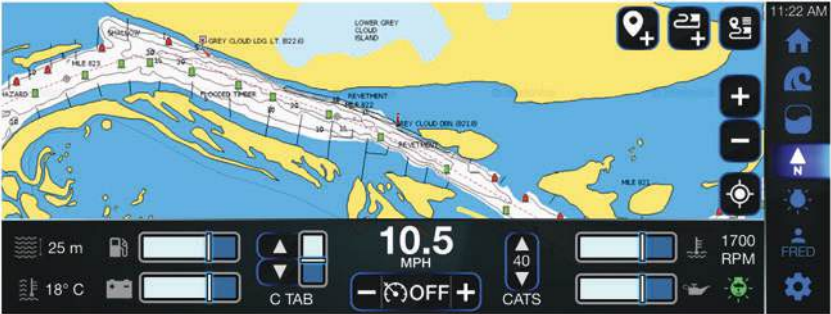 11:22 AM
LOWER GREY
CLOUD
ISLAND
SHALLOW
GREY CLOUD LDG. LT. (822.6)
MILE 823
HAZARD
FLOODED TIMBER
REVETMENT
MILE 822
GREY CLOUD DBN. (821.8)
REVETMENT
MILE 821
N
FRED
25 m
18° C
C TAB
10.5
MPH
OFF
40
CATS
1700
RPM